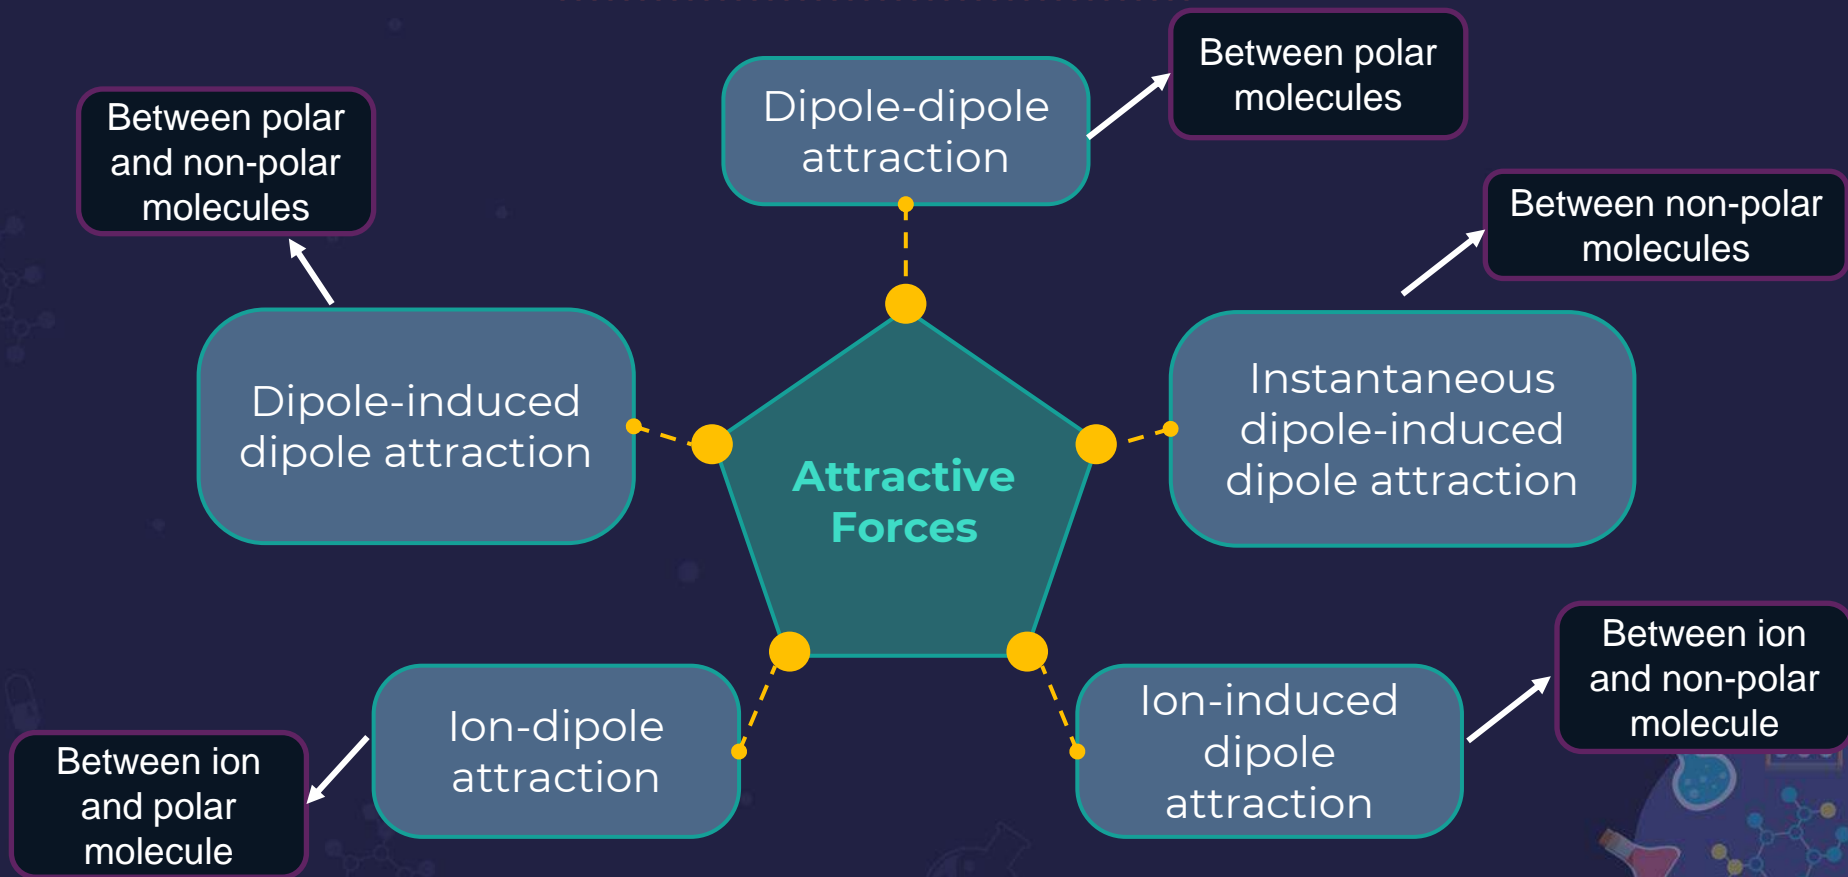 Between polar
molecules
Dipole-dipole
attraction
Between polar
and non-polar
molecules
Between non-polar
molecules
Dipole-induced
dipole attraction
Instantaneous
dipole-induced
dipole attraction
Attractive
Forces
Ion-dipole
attraction
Between ion
and polar
molecule
Ion-induced
dipole
attraction
Between ion
and non-polar
molecule